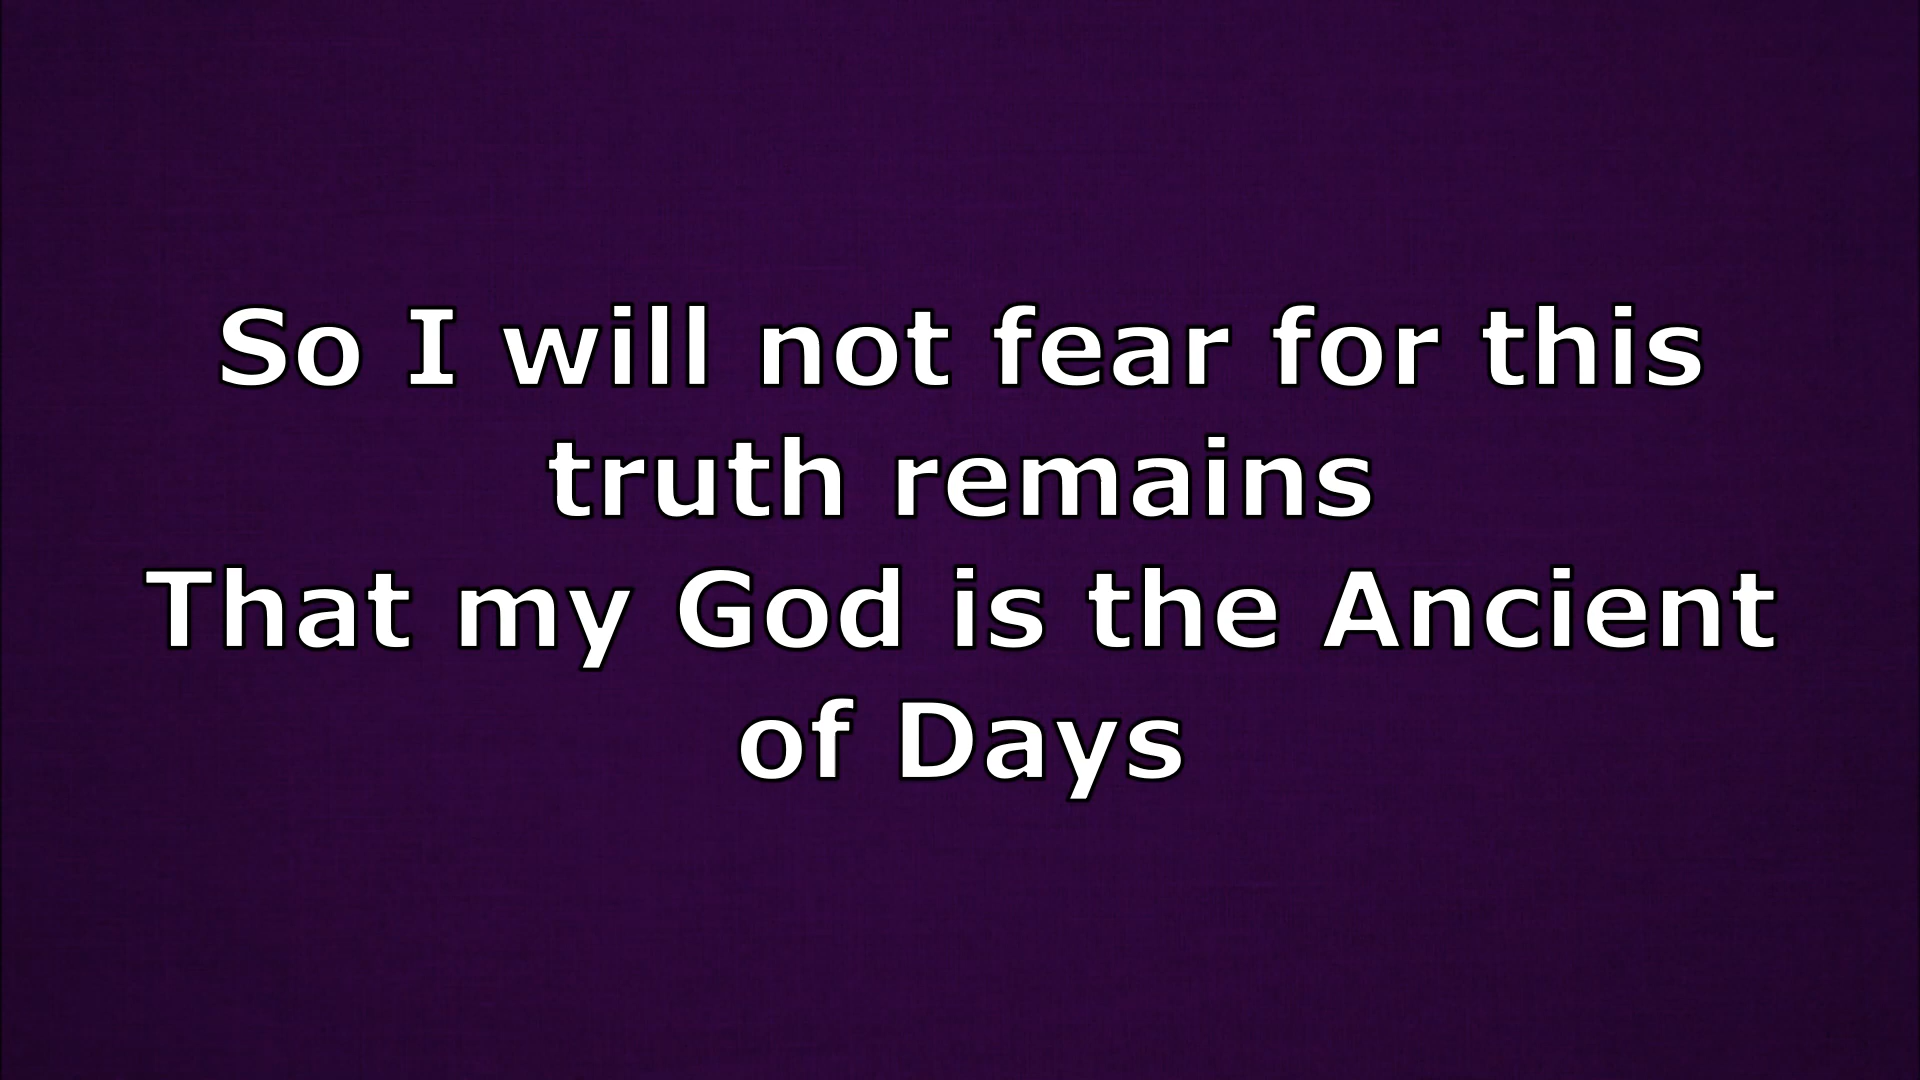 So I will not fear for this
truth remains
That my God is the Ancient
of Days